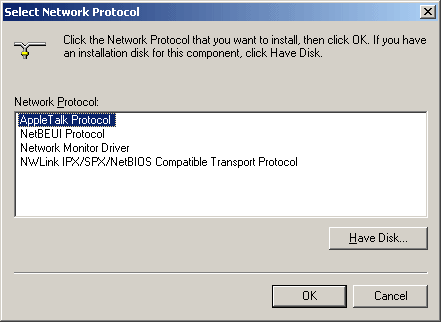 Select Network Protocol
Click the Network Protocol that you want to install, then click OK. If you have
an installation disk for this component, click Have Disk.
Network Protocol:
AppleTalk Protocol
NetBEUI Protocol
Network Monitor Driver
NWLink IPX/SPX/NetBIOS Compatible Transport Protocol
Have Disk...
OK
Cancel